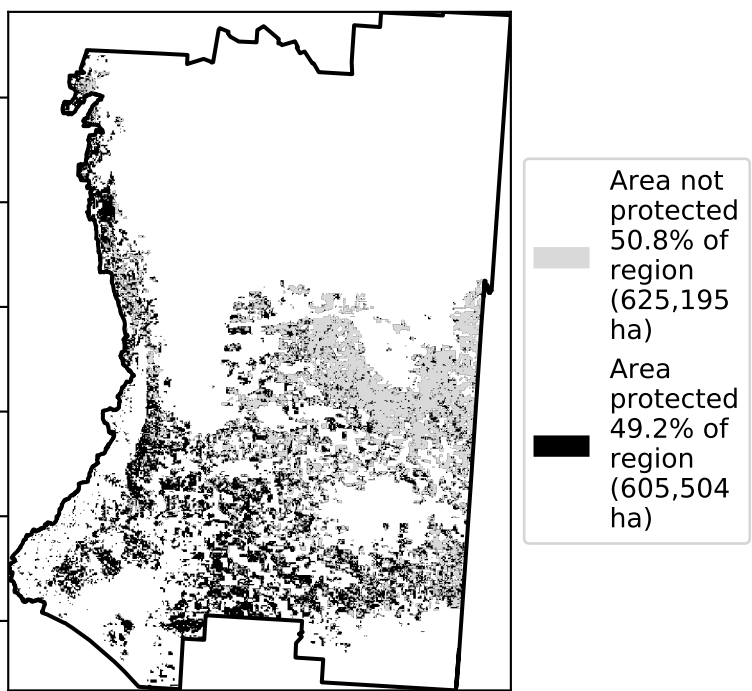 Area not
protected
50.8% of
region
(625,195
ha)
Area
protected
49.2% of
region
(605,504
ha)